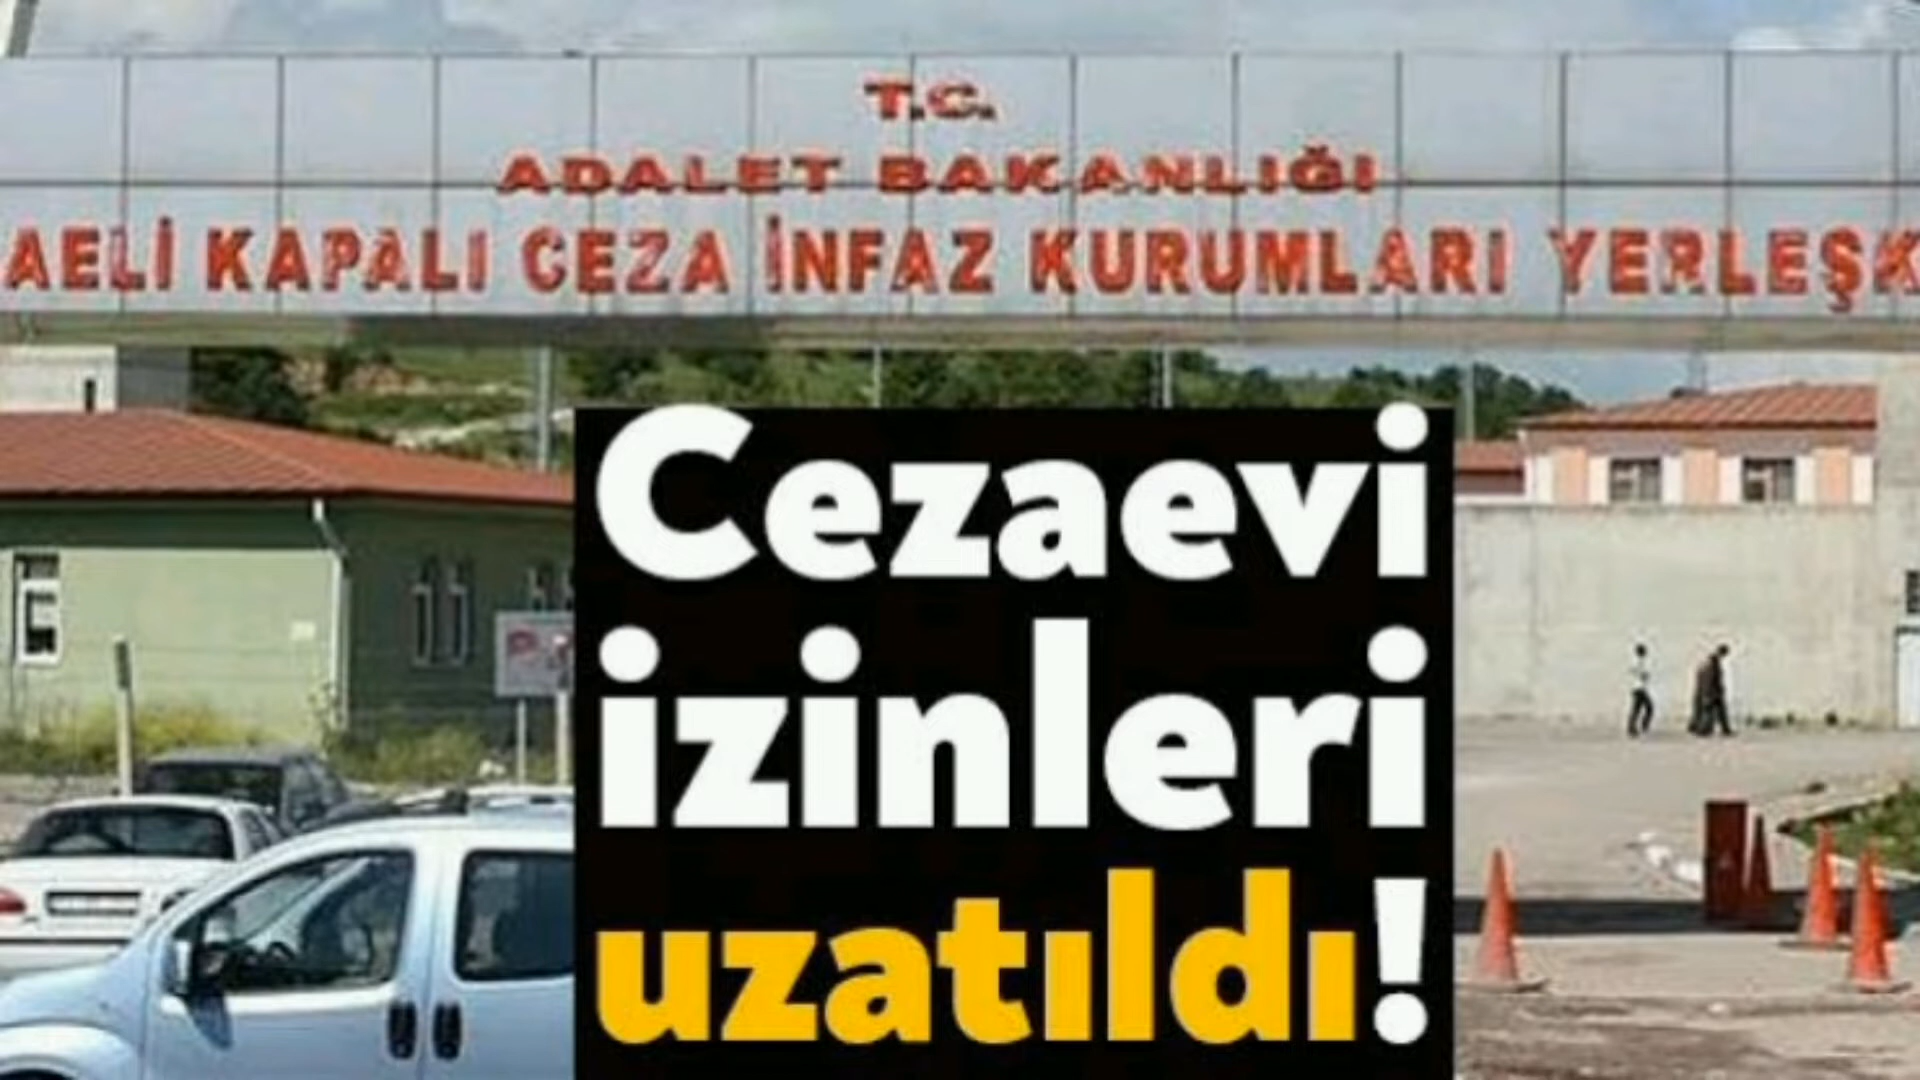 T.C.
ADALET BAKANLIĞI
AELİ KAPALI CEZA İNFAZ KURUMLARI YERLEŞK
Cezaevi
izinleri
uzatıldı!